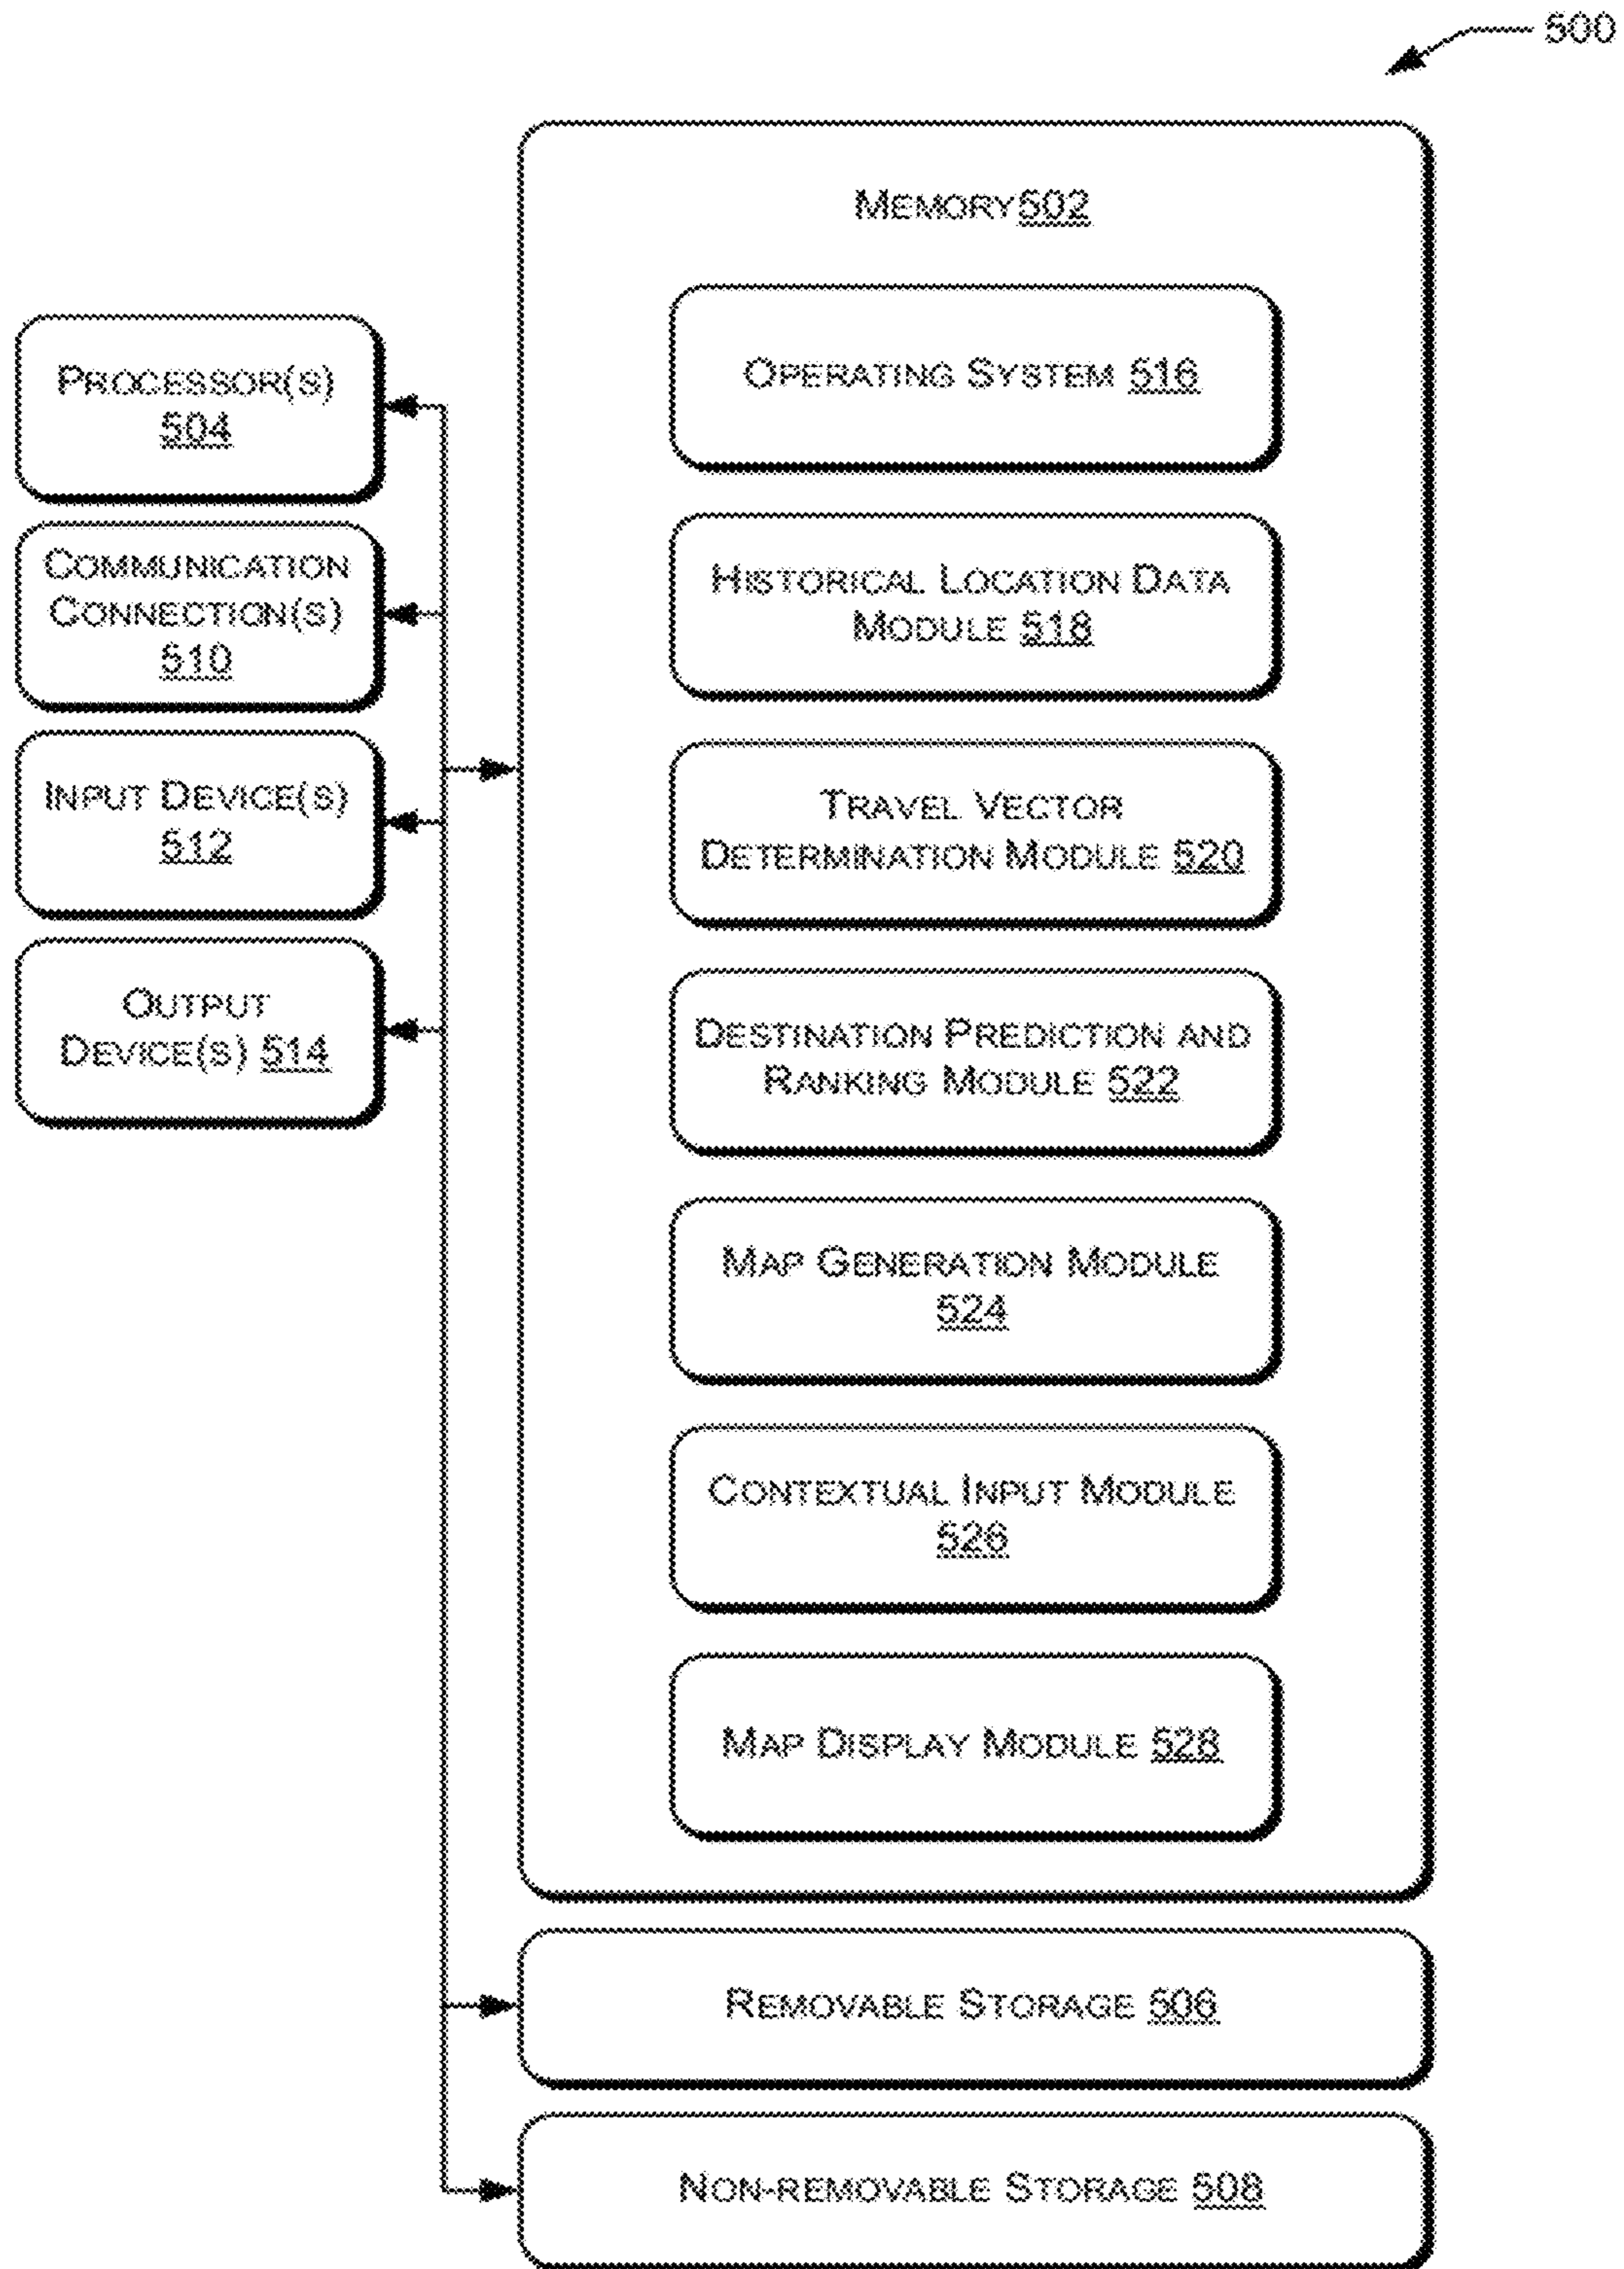 500
MEMORY 502
OPERATING SYSTEM 516
HISTORICAL LOCATION DATA
MODULE 518
TRAVEL VECTOR
DETERMINATION MODULE 520
DESTINATION PREDICTION AND
RANKING MODULE 522
MAP GENERATION MODULE
524
CONTEXTUAL INPUT MODULE
526
MAP DISPLAY MODULE 528
PROCESSOR(S)
504
COMMUNICATION
CONNECTION(S)
510
INPUT DEVICE(S)
512
OUTPUT
DEVICE(S) 514
REMOVABLE STORAGE 506
NON-REMOVABLE STORAGE 508